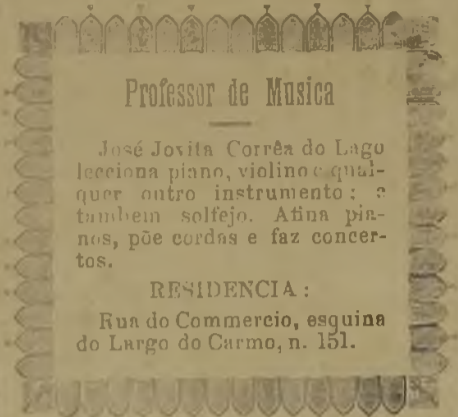 Professor de Musica
José Jovita Corrêa do Lago
lecciona piano, violino e qual-
quer outro instrumento: e
tambem solfejo. Afina pia-
nos, põe cordas e faz concer-
tos.
RESIDENCIA:
Rua do Commercio, esquina
do Largo do Carmo, n. 151.